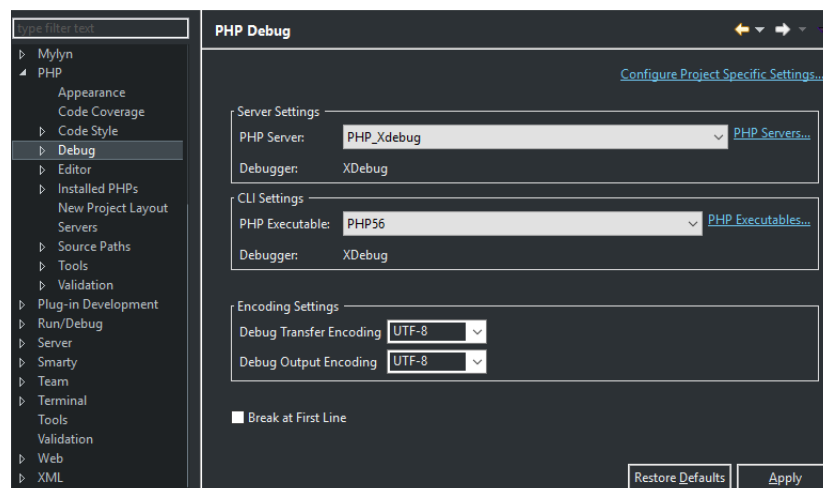 type filter text
Mylyn
PHP
Appearance
Code Coverage
Code Style
Debug
Editor
Installed PHPs
New Project Layout
Servers
Source Paths
Tools
Validation
Plug-in Development
Run/Debug
Server
Smarty
Team
Terminal
Tools
Validation
Web
XML
PHP Debug
Configure Project Specific Settings...
Server Settings
PHP Server: PHP_Xdebug PHP Servers...
Debugger: XDebug
CLI Settings
PHP Executable: PHP56 PHP Executables...
Debugger: XDebug
Encoding Settings
Debug Transfer Encoding UTF-8
Debug Output Encoding UTF-8
Break at First Line
Restore Defaults Apply